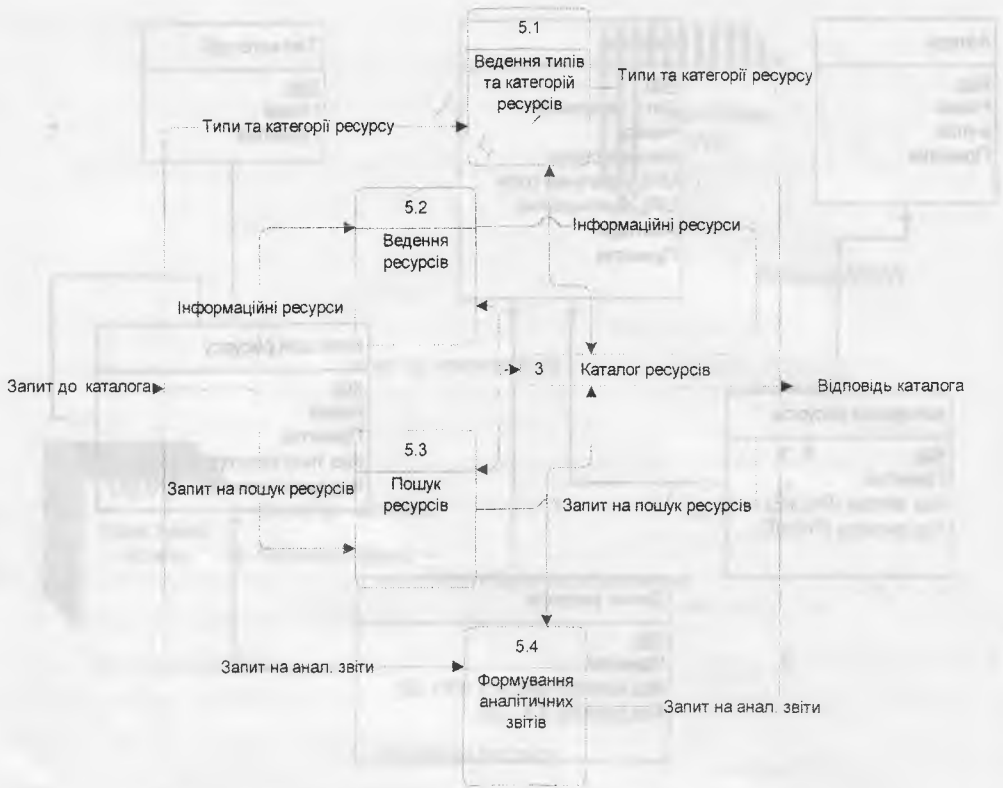 5.1
Ведення типів
та категорій
ресурсів
Типи та категорії ресурсу
Типи та категорії ресурсу
5.2
Ведення
ресурсів
Інформаційні ресурси
Інформаційні ресурси
3 Каталог ресурсів
Запит до каталога
Відповідь каталога
5.3
Пошук
ресурсів
Запит на пошук ресурсів
Запит на пошук ресурсів
5.4
Формування
аналітичних
звітів
Запит на анал. звіти
Запит на анал. звіти